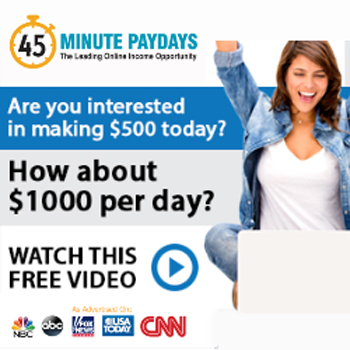 45 MINUTE PAYDAYS
The Leading Online Income Opportunity
Are you interested
in making $500 today?
How about
$1000 per day?
WATCH THIS
FREE VIDEO
As Advertised On:
NBC abc FOX NEWS USA TODAY CNN